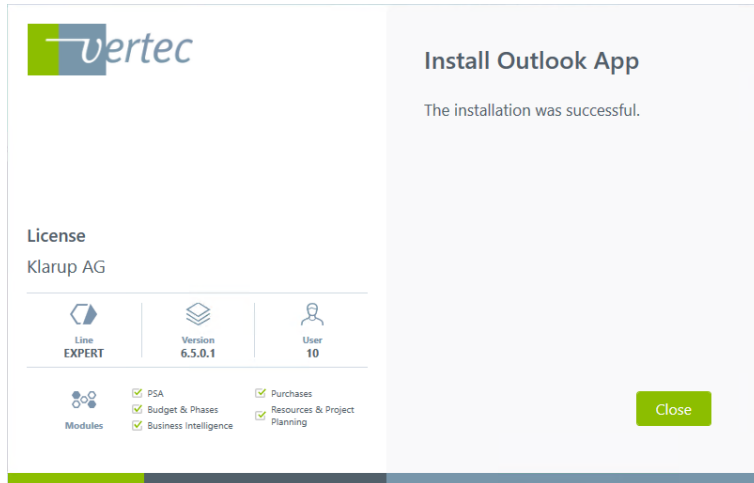 vertec
Install Outlook App
The installation was successful.
License
Klarup AG
Line
EXPERT
Version
6.5.0.1
User
10
Modules
PSA
Budget & Phases
Business Intelligence
Purchases
Resources & Project
Planning
Close